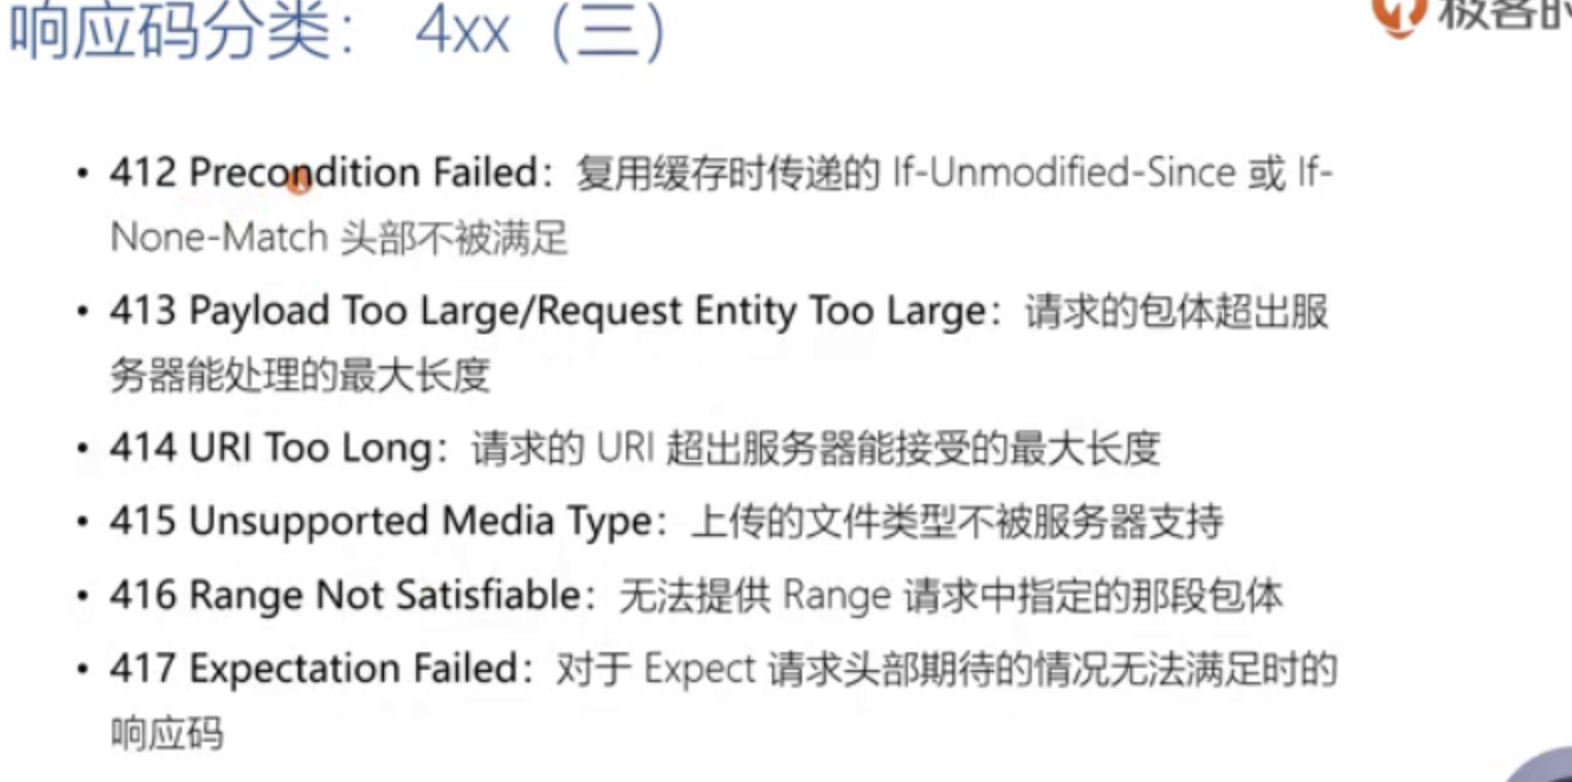 响应码分类： 4xx（三）
极客时
• 412 Precondition Failed：复用缓存时传递的 If-Unmodified-Since 或 If-
None-Match 头部不被满足
• 413 Payload Too Large/Request Entity Too Large：请求的包体超出服
务器能处理的最大长度
• 414 URI Too Long：请求的 URI 超出服务器能接受的最大长度
• 415 Unsupported Media Type：上传的文件类型不被服务器支持
• 416 Range Not Satisfiable：无法提供 Range 请求中指定的那段包体
• 417 Expectation Failed：对于 Expect 请求头部期待的情况无法满足时的
响应码